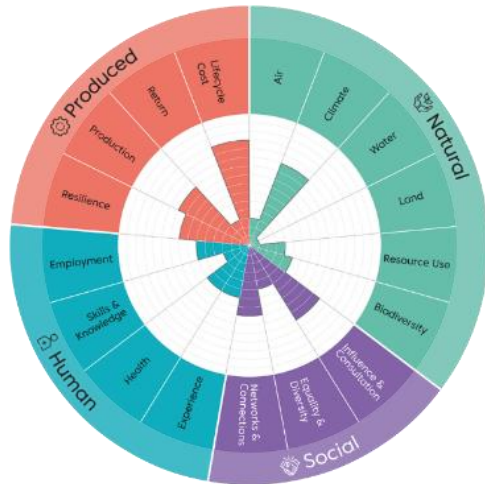 Produced
Lifecycle
Cost
Return
Production
Resilience
Natural
Air
Climate
Water
Land
Resource Use
Biodiversity
Social
Influence &
Consultation
Equality &
Diversity
Networks &
Connections
Human
Experience
Health
Skills &
Knowledge
Employment